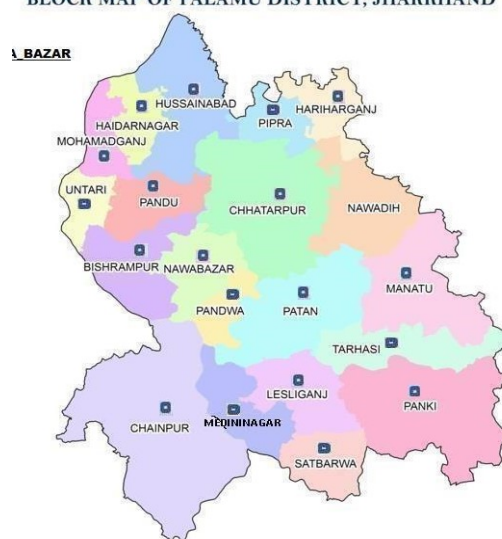 BLOCK MAP OF PALAMU DISTRICT, JHARKHAND
A_BAZAR
HUSSAINABAD
HAIDARNAGAR
HARIHARGANJ
PIPRA
MOHAMADGANJ
UNTARI
PANDU
CHHATARPUR
NAWADIH
BISHRAMPUR
NAWABAZAR
MANATU
PANDWA
PATAN
TARHASI
LESLIGANJ
PANKI
CHAINPUR
MEDININAGAR
SATBARWA